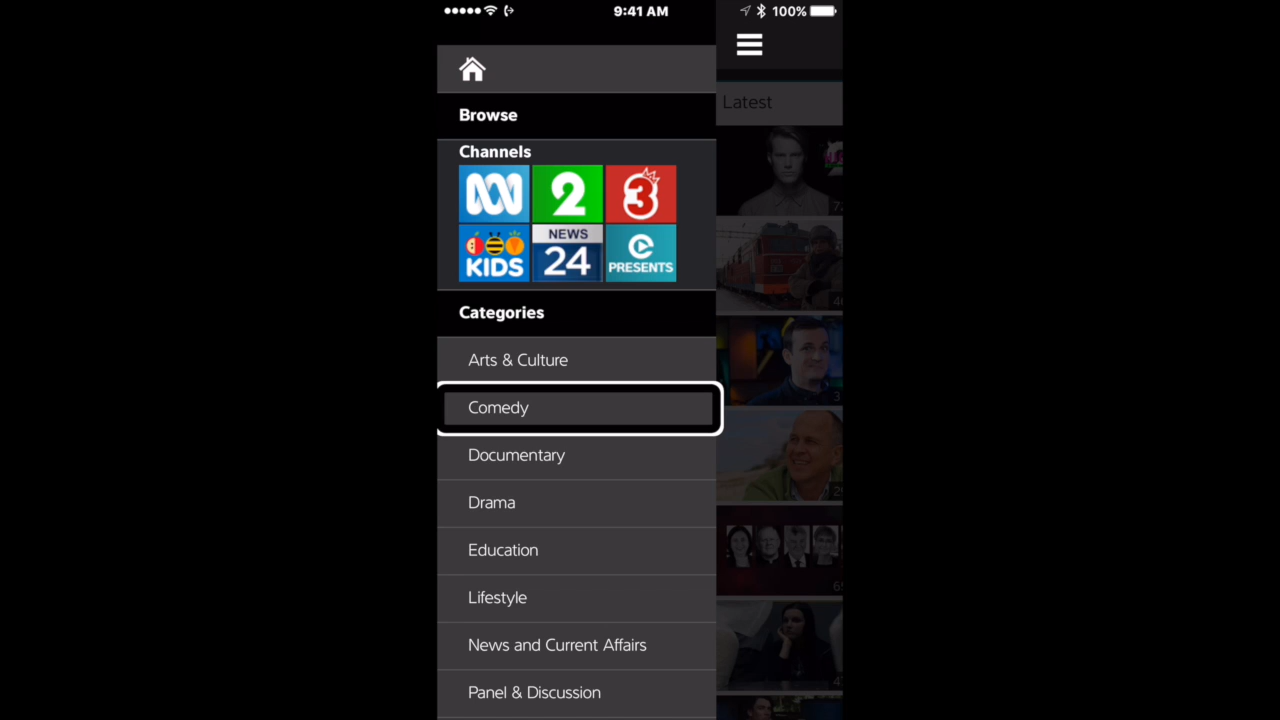 9:41 AM
100%
Browse
Latest
Channels
2
3
KIDS
NEWS
24
PRESENTS
Categories
Arts & Culture
Comedy
Documentary
Drama
Education
Lifestyle
News and Current Affairs
Panel & Discussion